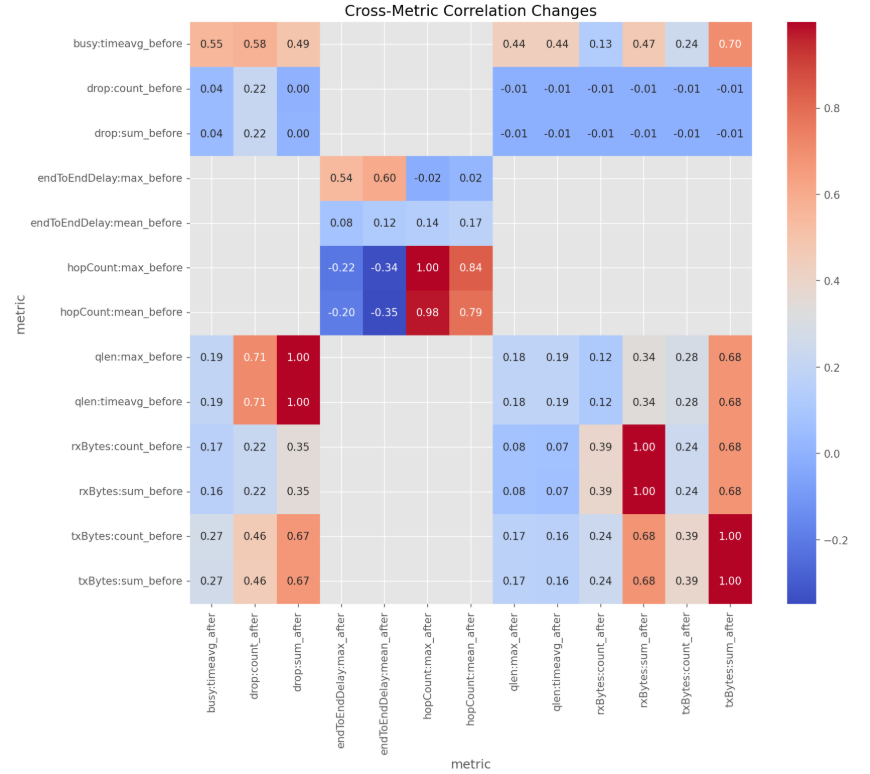 Cross-Metric Correlation Changes
busy:timeavg_before 0.55 0.58 0.49 0.44 0.44 0.13 0.47 0.24 0.70
drop:count_before 0.04 0.22 0.00 -0.01 -0.01 -0.01 -0.01 -0.01 -0.01
drop:sum_before 0.04 0.22 0.00 -0.01 -0.01 -0.01 -0.01 -0.01 -0.01
endToEndDelay:max_before 0.54 0.60 -0.02 0.02
endToEndDelay:mean_before 0.08 0.12 0.14 0.17
hopCount:max_before -0.22 -0.34 1.00 0.84
hopCount:mean_before -0.20 -0.35 0.98 0.79
qlen:max_before 0.19 0.71 1.00 0.18 0.19 0.12 0.34 0.28 0.68
qlen:timeavg_before 0.19 0.71 1.00 0.18 0.19 0.12 0.34 0.28 0.68
rxBytes:count_before 0.17 0.22 0.35 0.08 0.07 0.39 1.00 0.24 0.68
rxBytes:sum_before 0.16 0.22 0.35 0.08 0.07 0.39 1.00 0.24 0.68
txBytes:count_before 0.27 0.46 0.67 0.17 0.16 0.24 0.68 0.39 1.00
txBytes:sum_before 0.27 0.46 0.67 0.17 0.16 0.24 0.68 0.39 1.00
metric
busy:timeavg_after
drop:count_after
drop:sum_after
endToEndDelay:max_after
endToEndDelay:mean_after
hopCount:max_after
hopCount:mean_after
qlen:max_after
qlen:timeavg_after
rxBytes:count_after
rxBytes:sum_after
txBytes:count_after
txBytes:sum_after
metric
0.8
0.6
0.4
0.2
0.0
−0.2